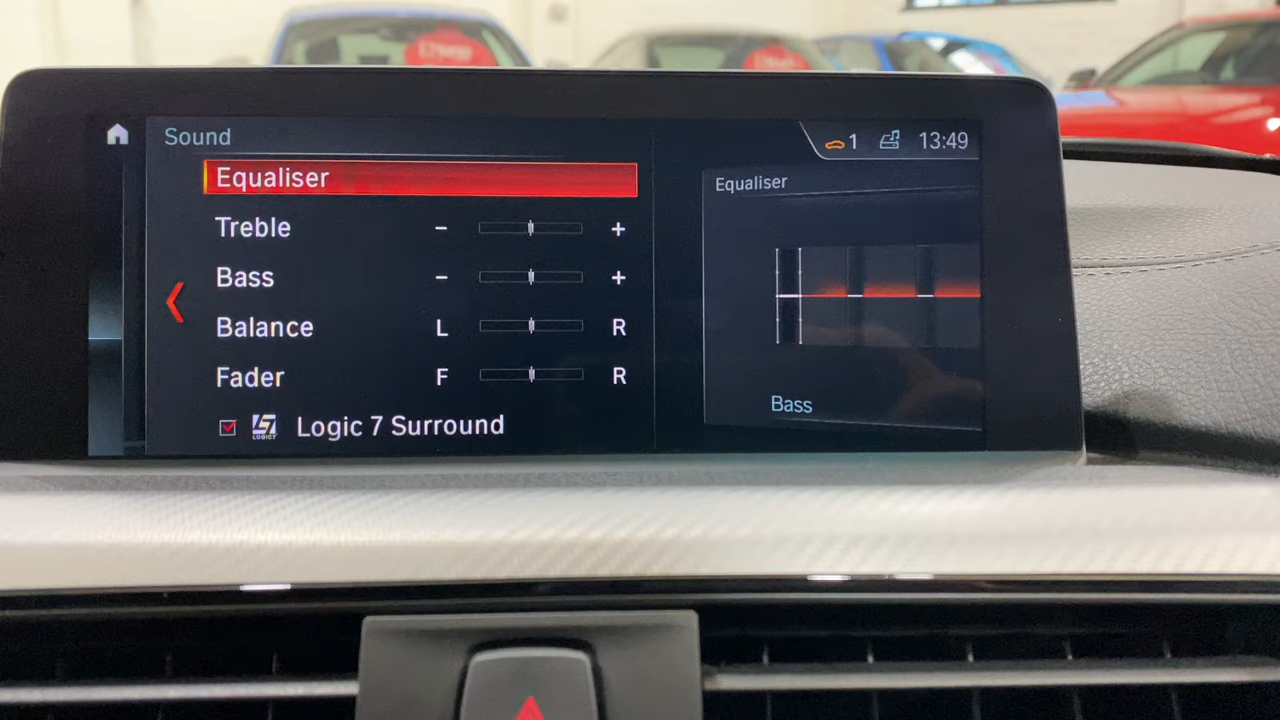 Sound
1 13:49
Equaliser
Treble - +
Bass - +
Balance L R
Fader F R
LOGIC7 Logic 7 Surround
Equaliser
Bass